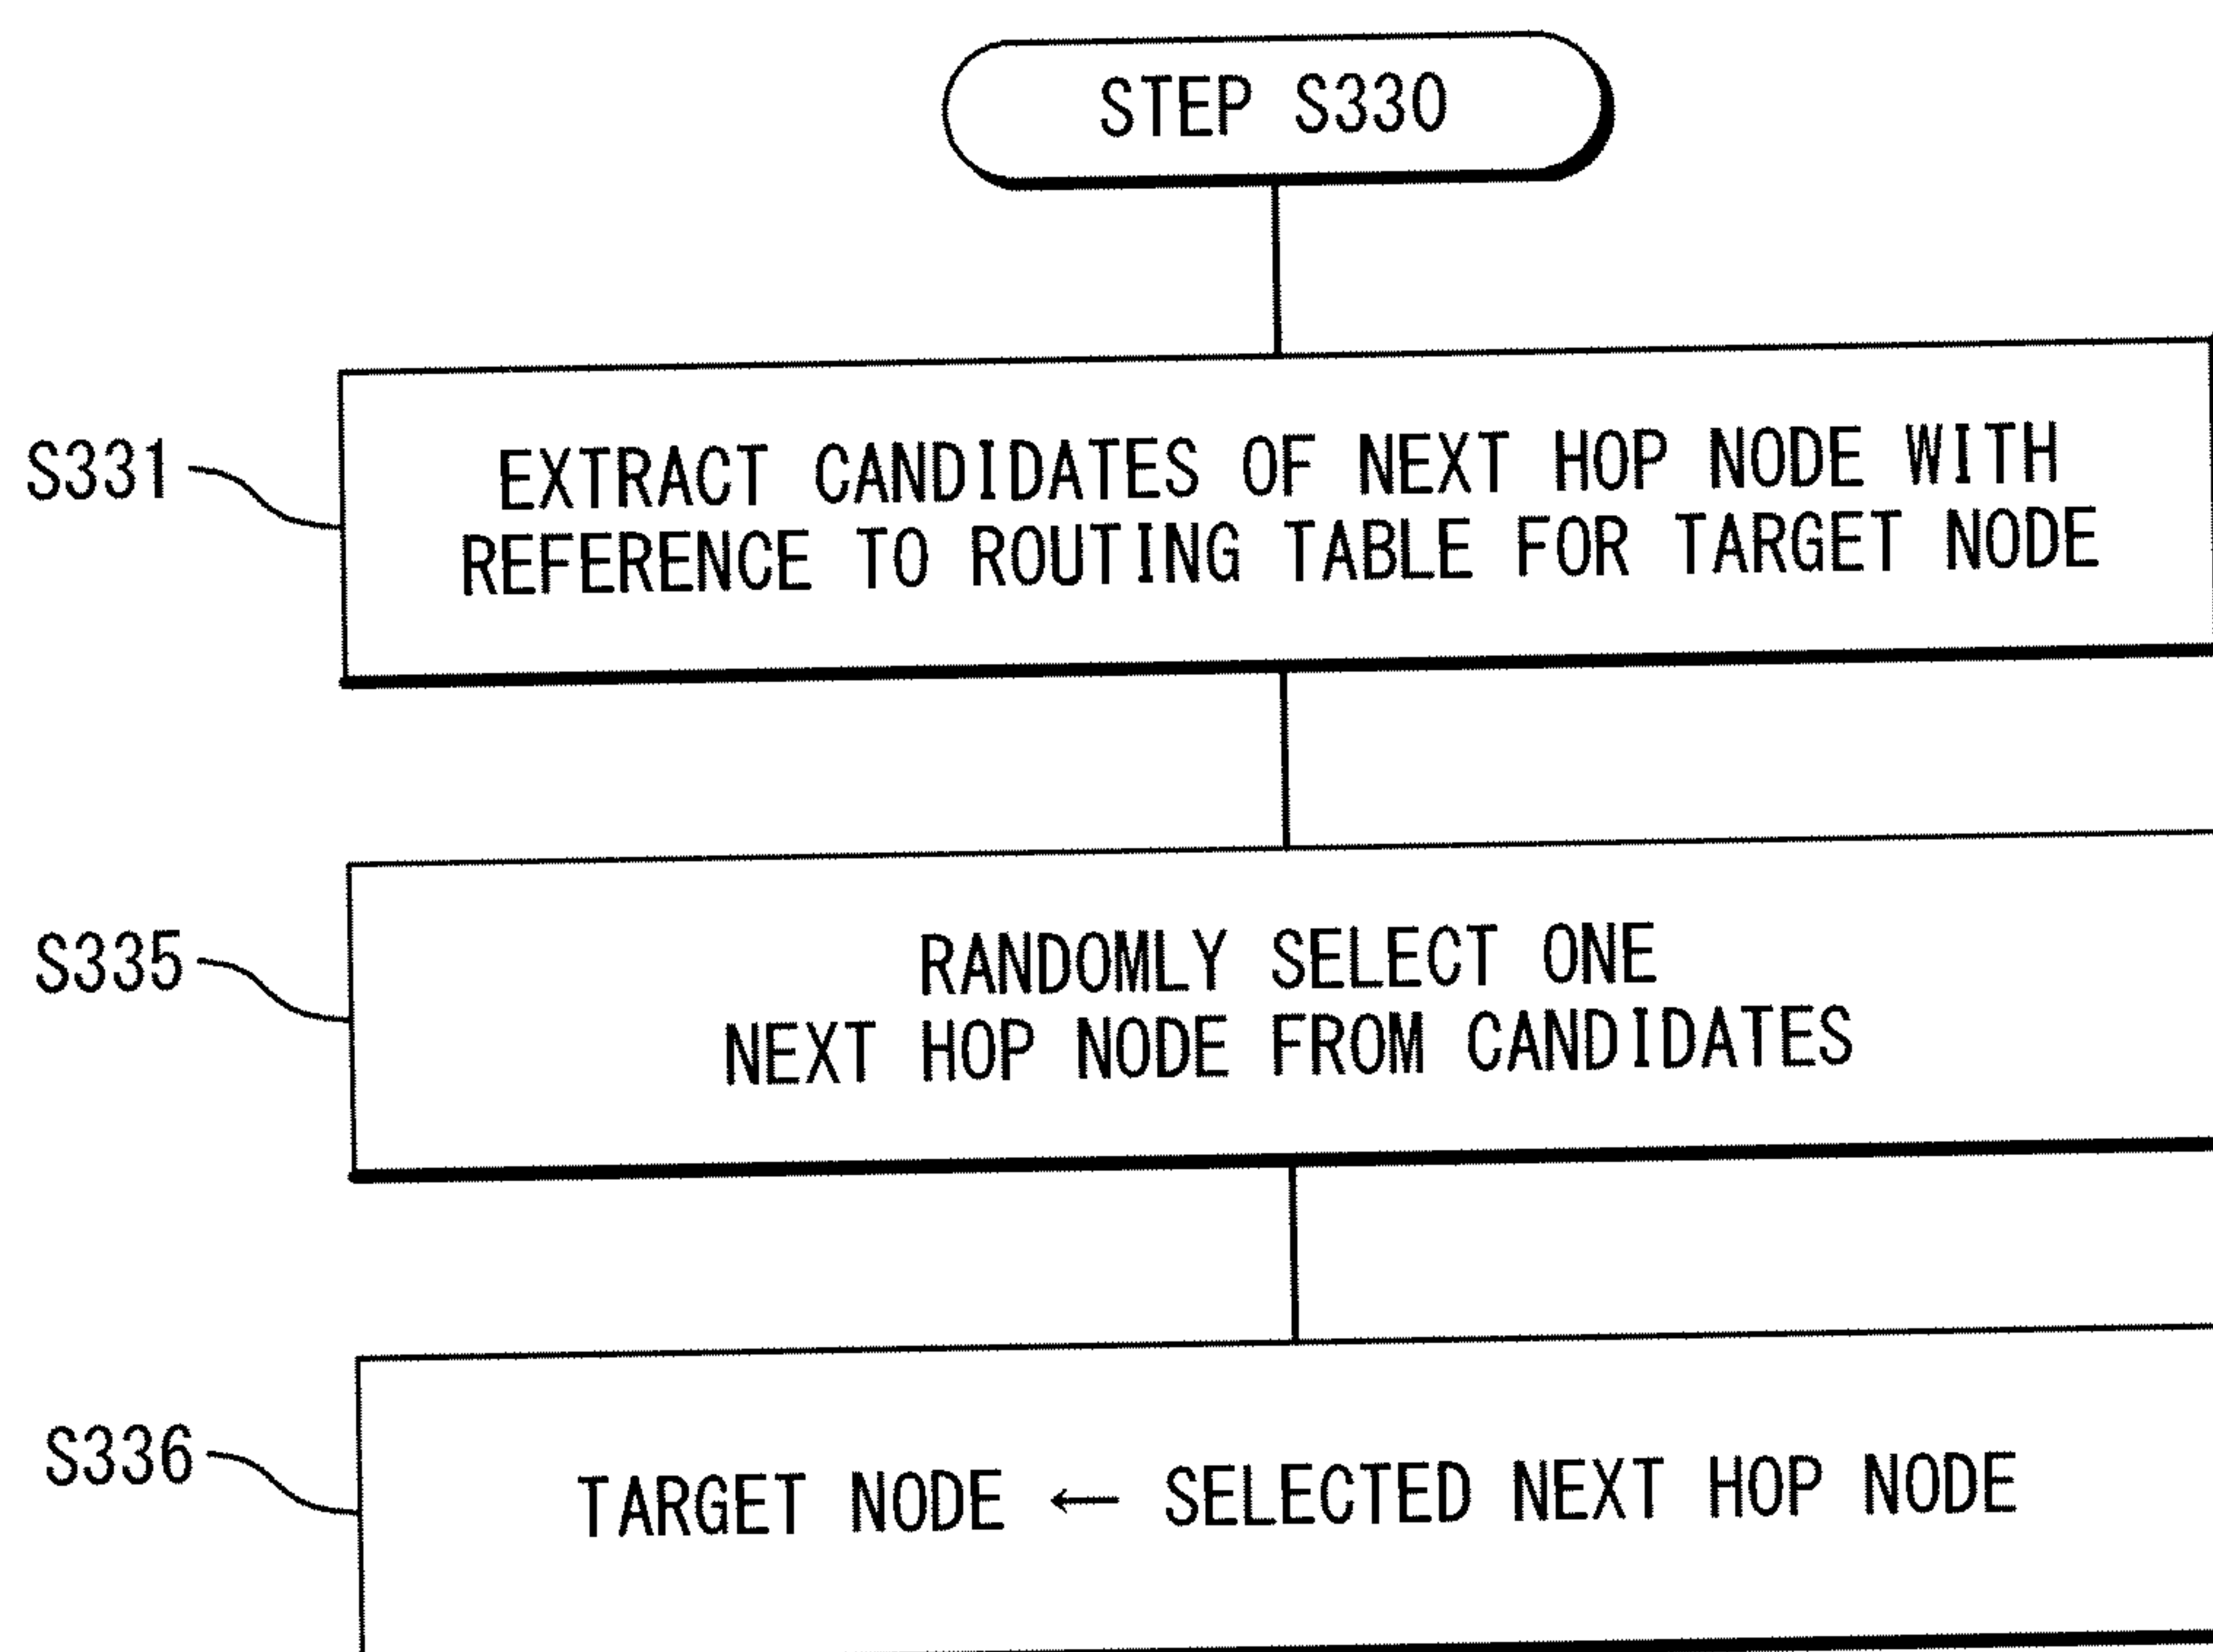 STEP S330
S331
EXTRACT CANDIDATES OF NEXT HOP NODE WITH
REFERENCE TO ROUTING TABLE FOR TARGET NODE
S335
RANDOMLY SELECT ONE
NEXT HOP NODE FROM CANDIDATES
S336
TARGET NODE ← SELECTED NEXT HOP NODE